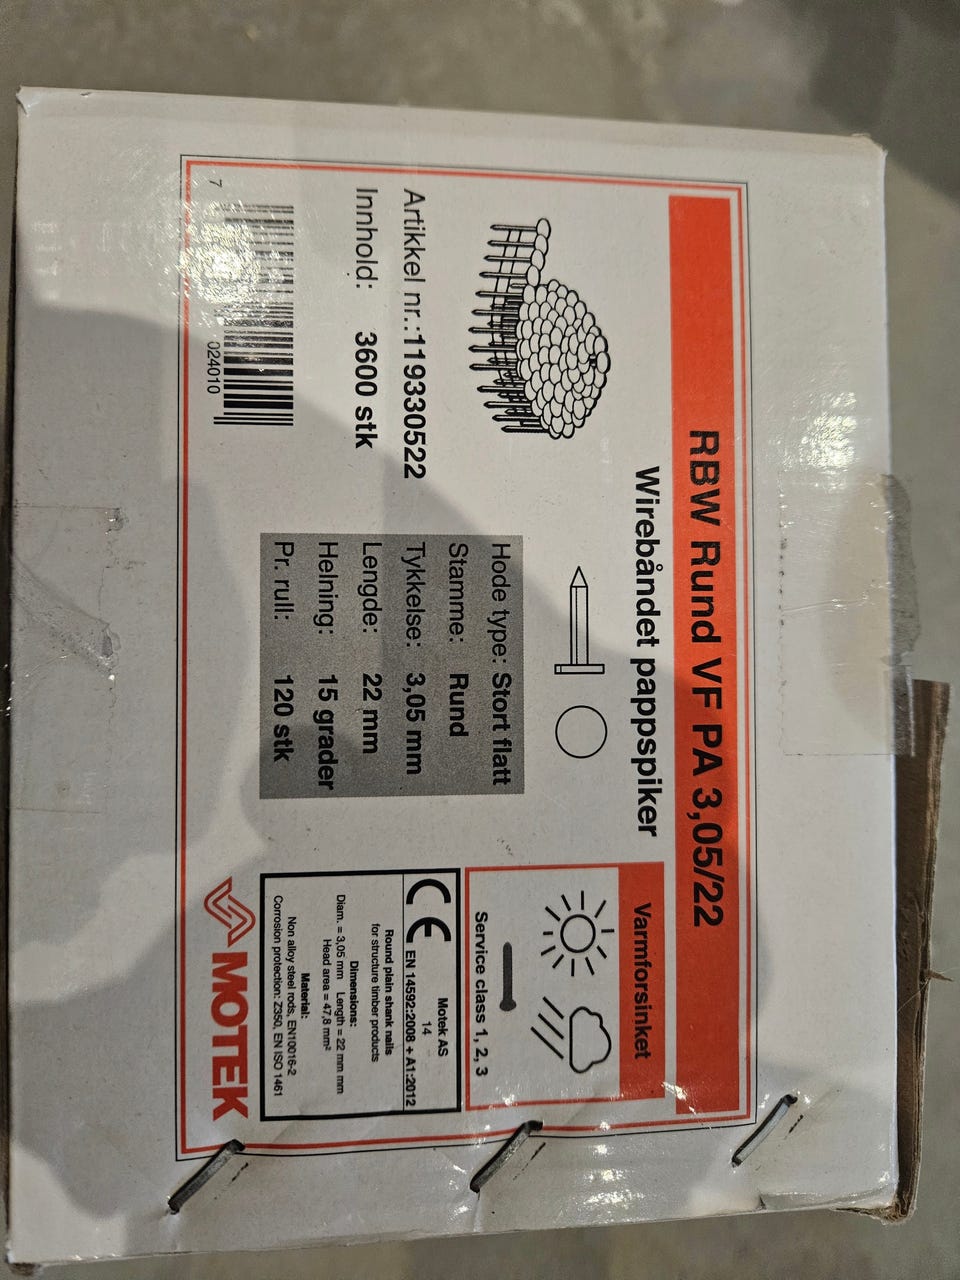 RBW Rund VF PA 3,05/22
Wirebåndet pappspiker
Artikkel nr.:119330522
Innhold: 3600 stk
7
024010
Hode type: Stort flatt
Stamme: Rund
Tykkelse: 3,05 mm
Lengde: 22 mm
Helning: 15 grader
Pr. rull: 120 stk
Varmforsinket
Service class 1, 2, 3
CE
Motek AS
14
EN 14592:2008 + A1:2012
Round plain shank nails
for structure timber products
Dimensions:
Diam. = 3,05 mm Length = 22 mm mm
Head area = 47,8 mm²
Material:
Non alloy steel rods, EN10016-2
Corrosion protection: Z350, EN ISO 1461
MOTEK